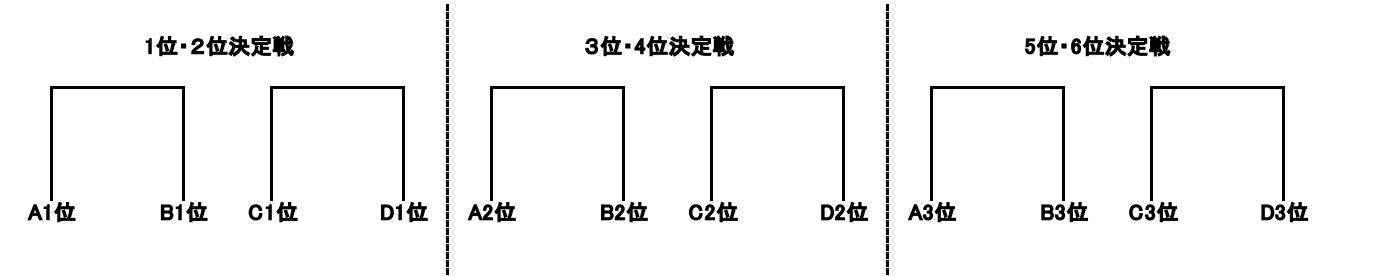 1位・２位決定戦
３位・4位決定戦
5位・6位決定戦
A1位 B1位 C1位 D1位
A2位 B2位 C2位 D2位
A3位 B3位 C3位 D3位